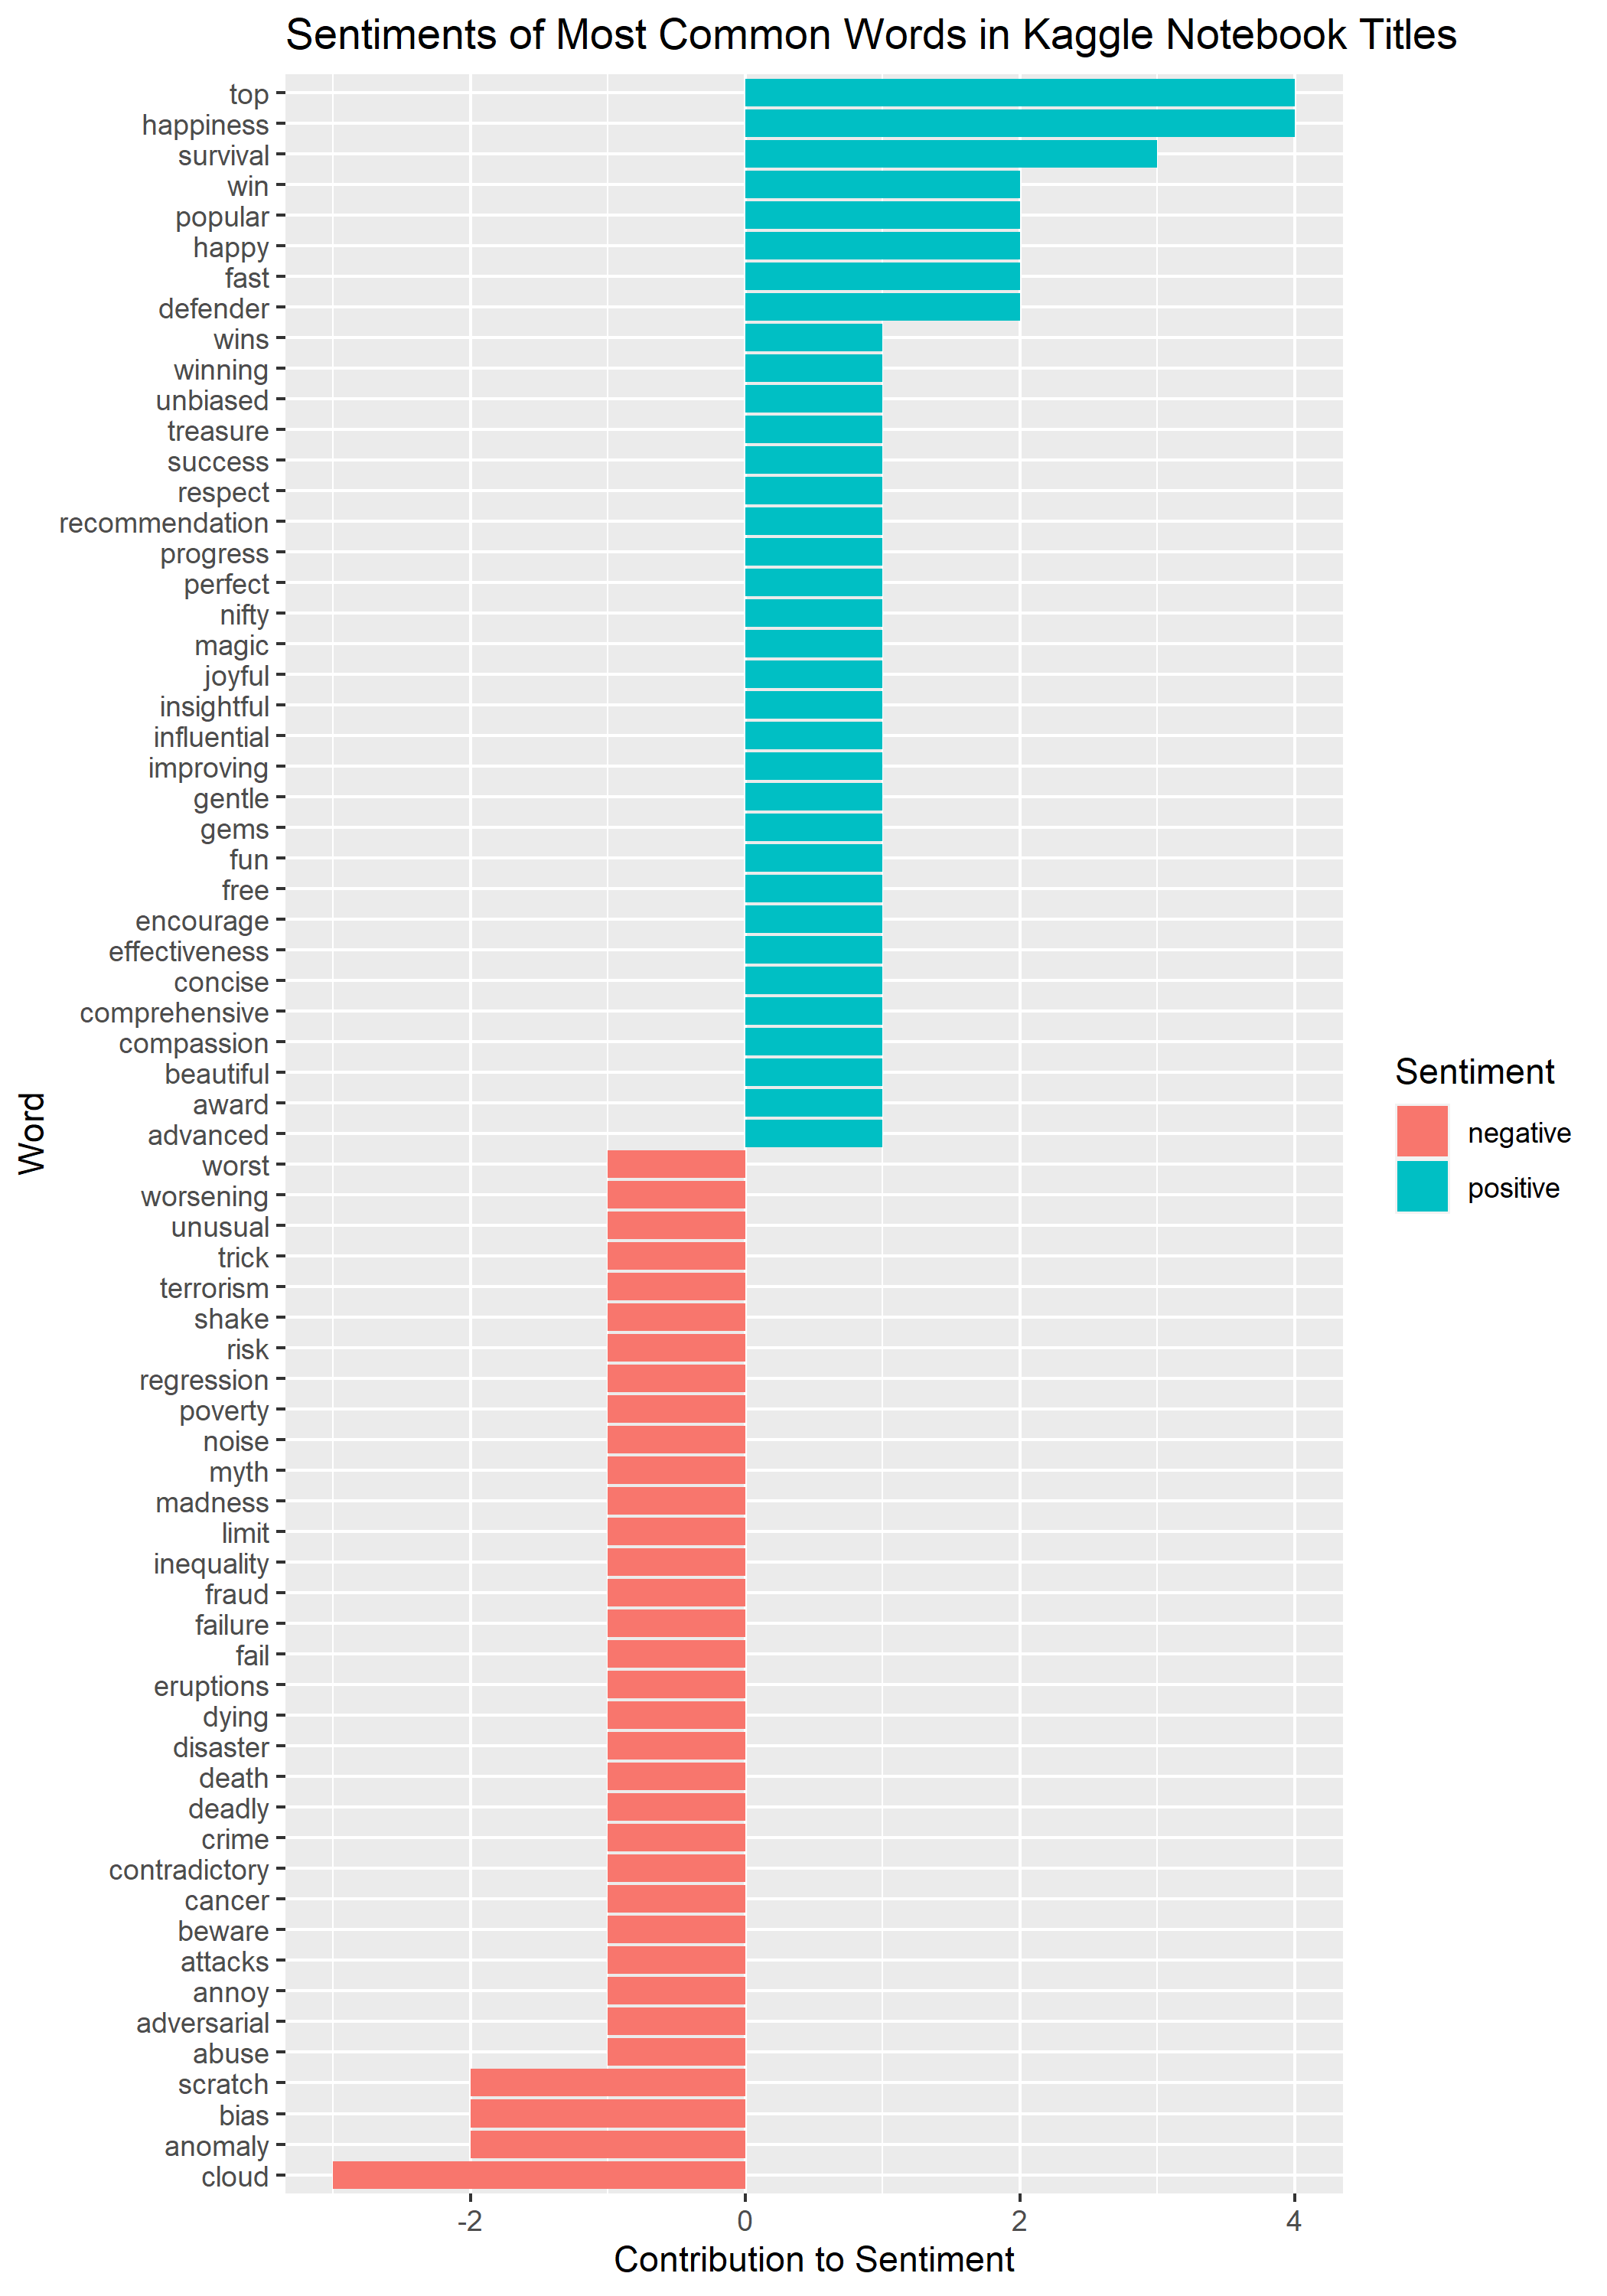 Sentiments of Most Common Words in Kaggle Notebook Titles
top
happiness
survival
win
popular
happy
fast
defender
wins
winning
unbiased
treasure
success
respect
recommendation
progress
perfect
nifty
magic
joyful
insightful
influential
improving
gentle
gems
fun
free
encourage
effectiveness
concise
comprehensive
compassion
beautiful
award
advanced
worst
worsening
unusual
trick
terrorism
shake
risk
regression
poverty
noise
myth
madness
limit
inequality
fraud
failure
fail
eruptions
dying
disaster
death
deadly
crime
contradictory
cancer
beware
attacks
annoy
adversarial
abuse
scratch
bias
anomaly
cloud
Word
-2 0 2 4
Contribution to Sentiment
Sentiment
negative
positive